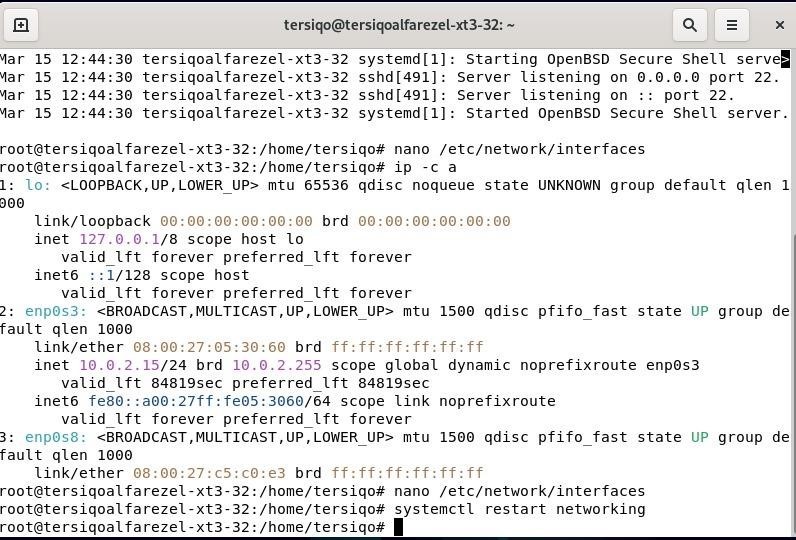 tersiqo@tersiqoalfarezel-xt3-32: ~
Mar 15 12:44:30 tersiqoalfarezel-xt3-32 systemd[1]: Starting OpenBSD Secure Shell serve>
Mar 15 12:44:30 tersiqoalfarezel-xt3-32 sshd[491]: Server listening on 0.0.0.0 port 22.
Mar 15 12:44:30 tersiqoalfarezel-xt3-32 sshd[491]: Server listening on :: port 22.
Mar 15 12:44:30 tersiqoalfarezel-xt3-32 systemd[1]: Started OpenBSD Secure Shell server.
root@tersiqoalfarezel-xt3-32:/home/tersiqo# nano /etc/network/interfaces
root@tersiqoalfarezel-xt3-32:/home/tersiqo# ip -c a
1: lo: <LOOPBACK,UP,LOWER_UP> mtu 65536 qdisc noqueue state UNKNOWN group default qlen 1
000
    link/loopback 00:00:00:00:00:00 brd 00:00:00:00:00:00
    inet 127.0.0.1/8 scope host lo
       valid_lft forever preferred_lft forever
    inet6 ::1/128 scope host
       valid_lft forever preferred_lft forever
2: enp0s3: <BROADCAST,MULTICAST,UP,LOWER_UP> mtu 1500 qdisc pfifo_fast state UP group de
fault qlen 1000
    link/ether 08:00:27:05:30:60 brd ff:ff:ff:ff:ff:ff
    inet 10.0.2.15/24 brd 10.0.2.255 scope global dynamic noprefixroute enp0s3
       valid_lft 84819sec preferred_lft 84819sec
    inet6 fe80::a00:27ff:fe05:3060/64 scope link noprefixroute
       valid_lft forever preferred_lft forever
3: enp0s8: <BROADCAST,MULTICAST,UP,LOWER_UP> mtu 1500 qdisc pfifo_fast state UP group de
fault qlen 1000
    link/ether 08:00:27:c5:c0:e3 brd ff:ff:ff:ff:ff:ff
root@tersiqoalfarezel-xt3-32:/home/tersiqo# nano /etc/network/interfaces
root@tersiqoalfarezel-xt3-32:/home/tersiqo# systemctl restart networking
root@tersiqoalfarezel-xt3-32:/home/tersiqo#